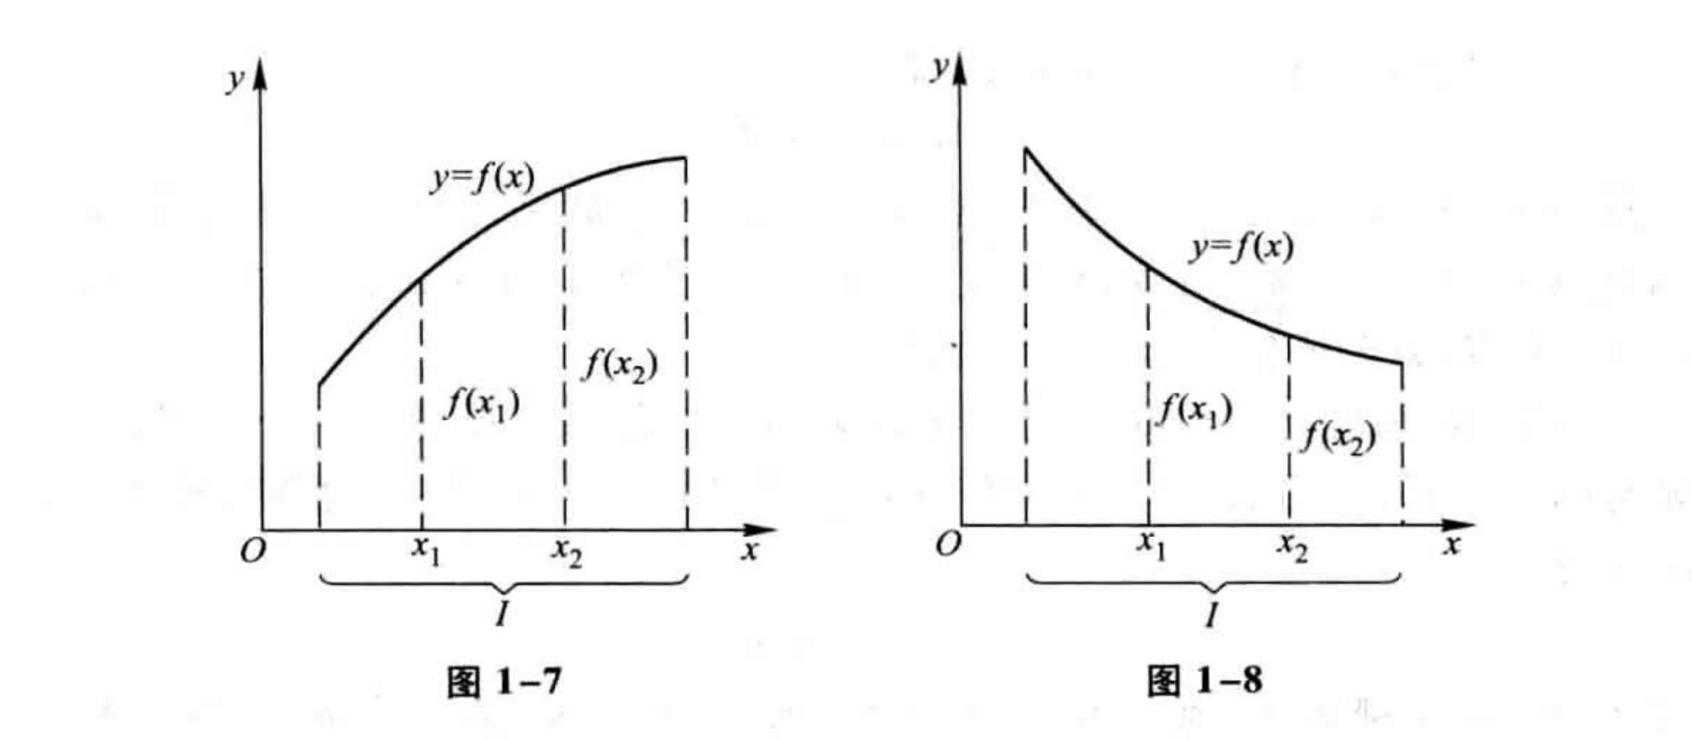 y
y=f(x)
f(x₂)
f(x₁)
O
x₁
x₂
x
I
图 1-7
y
y=f(x)
f(x₁)
f(x₂)
O
x₁
x₂
x
I
图 1-8